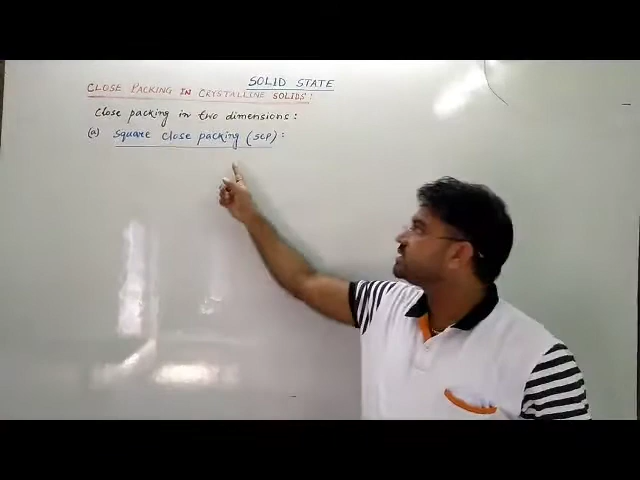 SOLID STATE
CLOSE PACKING IN CRYSTALLINE SOLIDS:
Close packing in two dimensions:
(a) Square close packing (SCP):